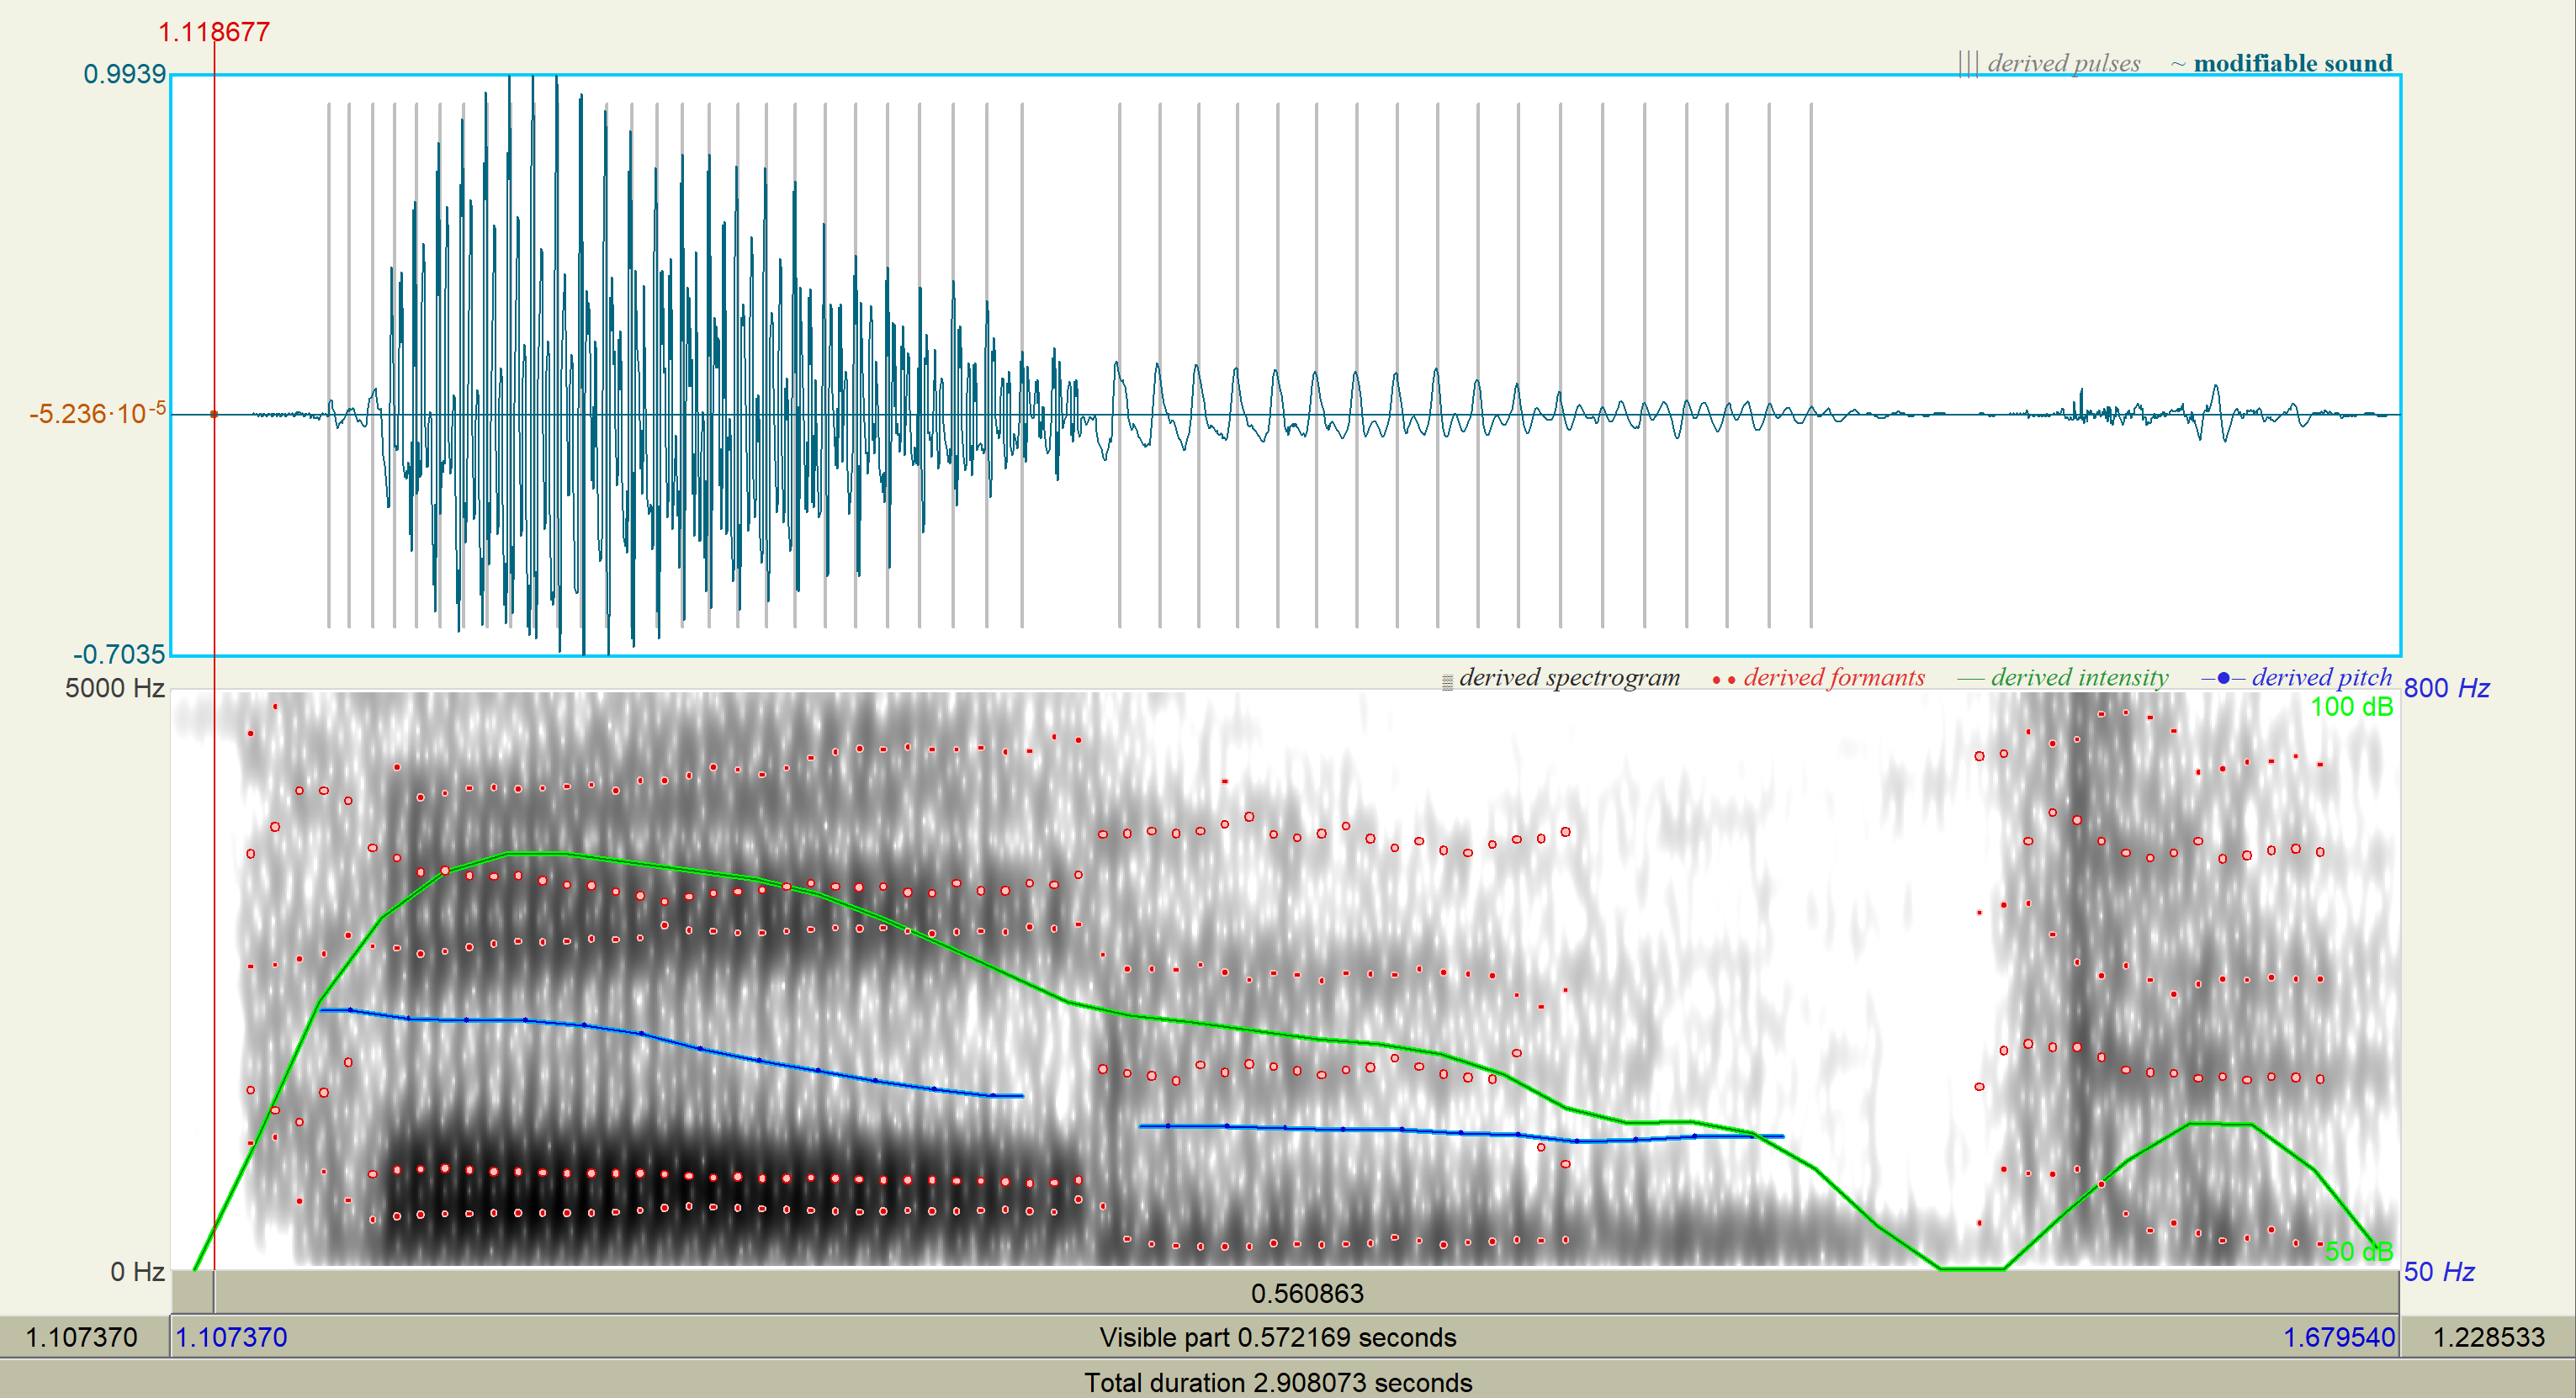 1.118677
0.9939
||| derived pulses ~ modifiable sound
-5.236·10-5
-0.7035
5000 Hz
derived spectrogram •• derived formants — derived intensity –●– derived pitch
800 Hz
100 dB
50 dB
0 Hz
50 Hz
0.560863
1.107370
1.107370
Visible part 0.572169 seconds
1.679540
1.228533
Total duration 2.908073 seconds